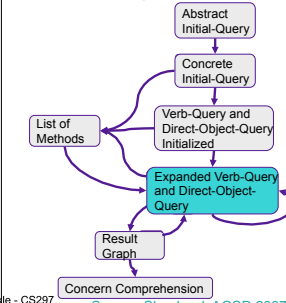 Abstract
Initial-Query
Concrete
Initial-Query
List of
Methods
Verb-Query and
Direct-Object-Query
Initialized
Expanded Verb-Query
and Direct-Object-
Query
Result
Graph
Concern Comprehension
- CS297